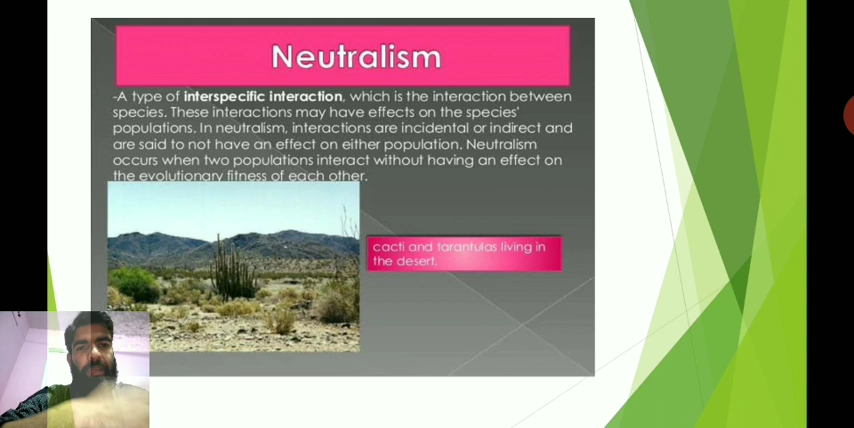 Neutralism
-A type of interspecific interaction, which is the interaction between
species. These interactions may have effects on the species'
populations. In neutralism, interactions are incidental or indirect and
are said to not have an effect on either population. Neutralism
occurs when two populations interact without having an effect on
the evolutionary fitness of each other.
cacti and tarantulas living in
the desert.